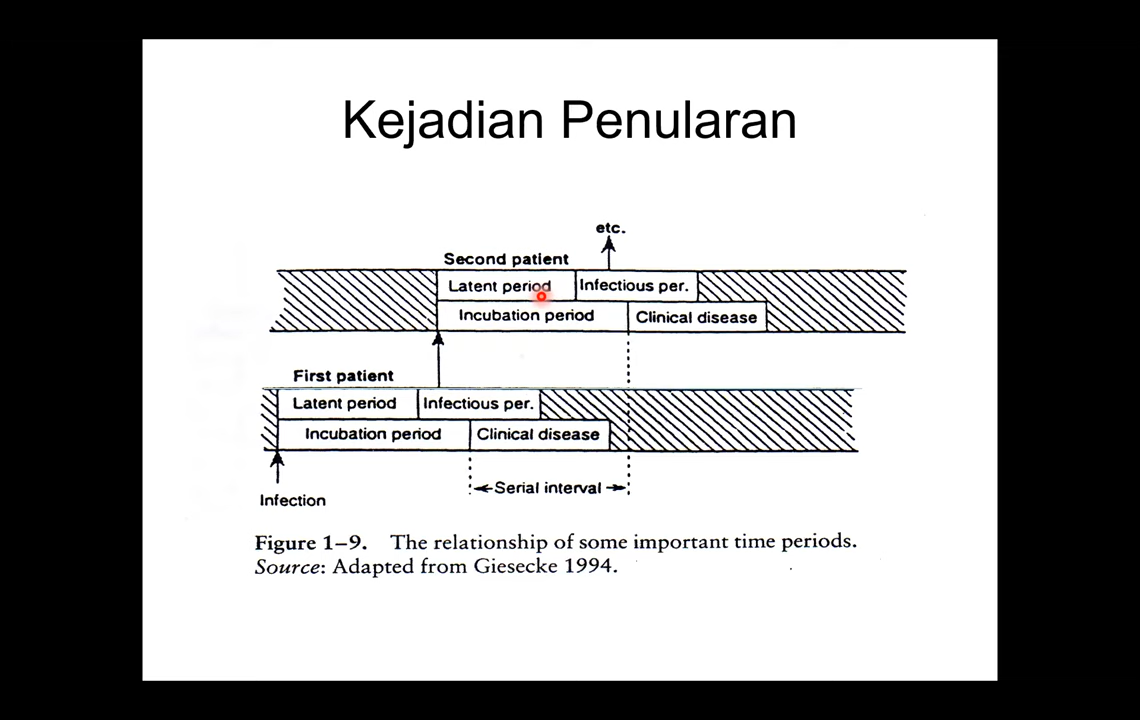 Kejadian Penularan
etc.
Second patient
Latent period
Infectious per.
Incubation period
Clinical disease
First patient
Latent period
Infectious per.
Incubation period
Clinical disease
Serial interval
Infection
Figure 1–9. The relationship of some important time periods.
Source: Adapted from Giesecke 1994.